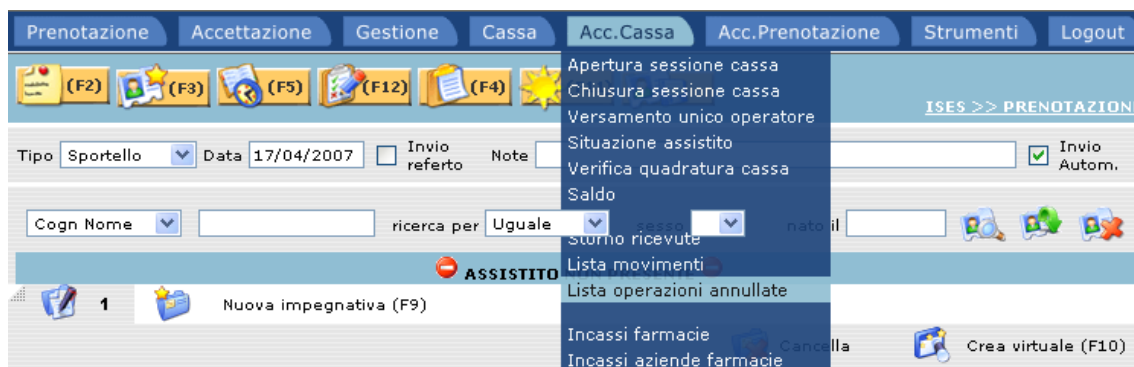 Prenotazione Accettazione Gestione Cassa Acc.Cassa Acc.Prenotazione Strumenti Logout
(F2) (F3) (F5) (F12) (F4)
ISES >> PRENOTAZION
Apertura sessione cassa
Chiusura sessione cassa
Versamento unico operatore
Situazione assistito
Verifica quadratura cassa
Saldo
Storno ricevute
Lista movimenti
Lista operazioni annullate
Incassi farmacie
Incassi aziende farmacie
Tipo Sportello Data 17/04/2007 Invio referto Note Invio Autom.
Cogn Nome ricerca per Uguale sesso nato il
ASSISTITO
1 Nuova impegnativa (F9)
Cancella Crea virtuale (F10)